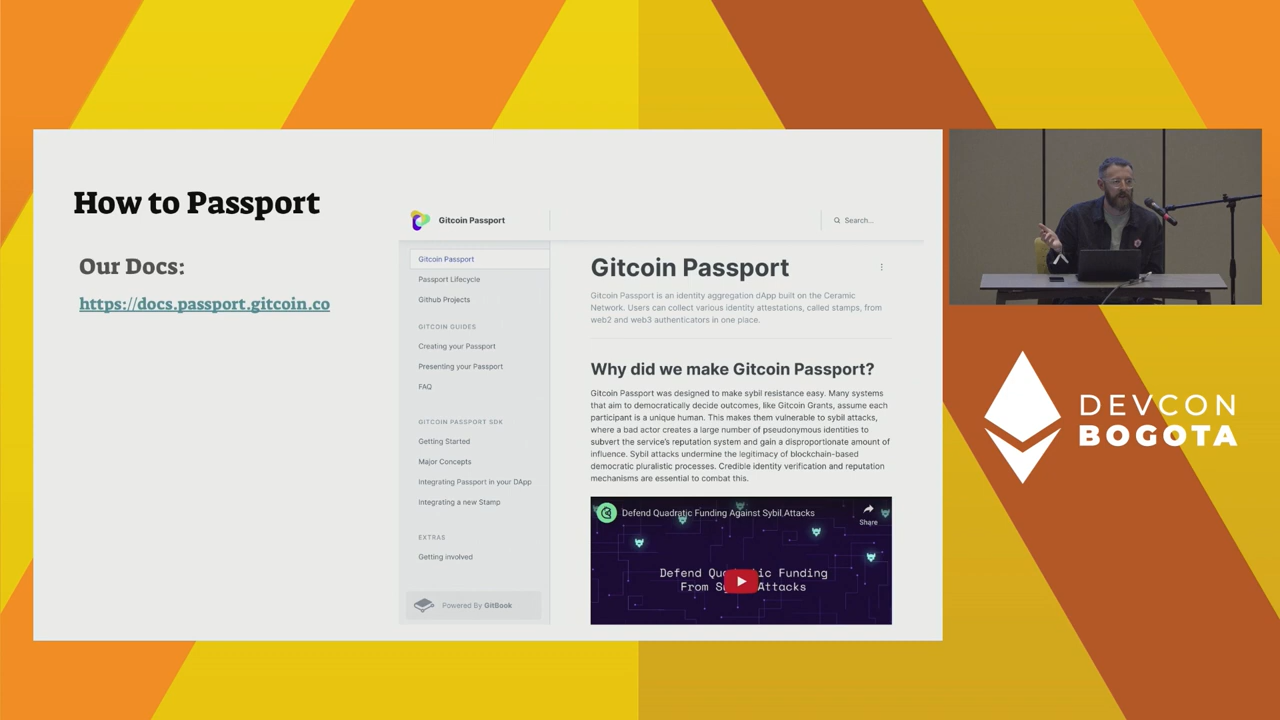 How to Passport
Our Docs:
https://docs.passport.gitcoin.co
Gitcoin Passport
Search...
Gitcoin Passport
Passport Lifecycle
Github Projects
GITCOIN GUIDES
Creating your Passport
Presenting your Passport
FAQ
GITCOIN PASSPORT SDK
Getting Started
Major Concepts
Integrating Passport in your DApp
Integrating a new Stamp
EXTRAS
Getting involved
Powered By GitBook
Gitcoin Passport
Gitcoin Passport is an identity aggregation dApp built on the Ceramic
Network. Users can collect various identity attestations, called stamps, from
web2 and web3 authenticators in one place.
Why did we make Gitcoin Passport?
Gitcoin Passport was designed to make sybil resistance easy. Many systems
that aim to democratically decide outcomes, like Gitcoin Grants, assume each
participant is a unique human. This makes them vulnerable to sybil attacks,
where a bad actor creates a large number of pseudonymous identities to
subvert the service's reputation system and gain a disproportionate amount of
influence. Sybil attacks undermine the legitimacy of blockchain-based
democratic pluralistic processes. Credible identity verification and reputation
mechanisms are essential to combat this.
Defend Quadratic Funding Against Sybil Attacks
Share
Defend Quadratic Funding
From Sybil Attacks
DEVCON
BOGOTA